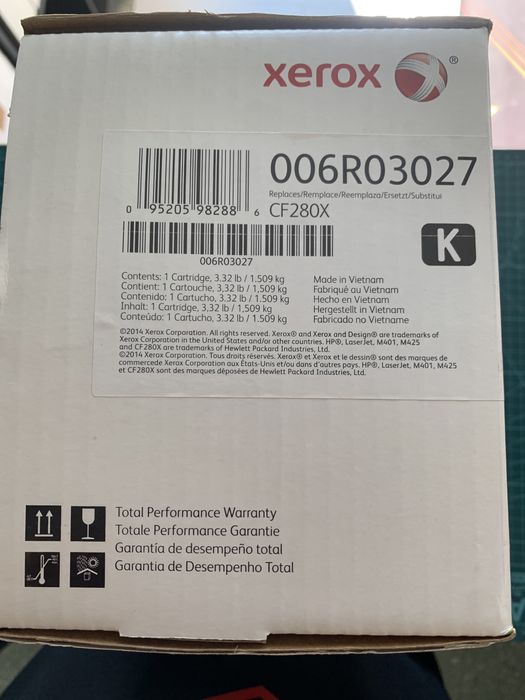 xerox ®
006R03027
Replaces/Remplace/Reemplaza/Ersetzt/Substitui
CF280X
0 95205 98288 6
K
006R03027
Contents: 1 Cartridge, 3.32 lb / 1.509 kg
Contient: 1 Cartouche, 3.32 lb / 1,509 kg
Contenido: 1 Cartucho, 3.32 lb / 1.509 kg
Inhalt: 1 Cartridge, 3.32 lb / 1.509 kg
Conteúdo: 1 Cartucho, 3.32 lb / 1.509 kg
Made in Vietnam
Fabriqué au Vietnam
Hecho en Vietnam
Hergestellt in Vietnam
Fabricado no Vietname
©2014 Xerox Corporation. All rights reserved. Xerox® and Xerox and Design® are trademarks of
Xerox Corporation in the United States and/or other countries. HP®, LaserJet, M401, M425
and CF280X are trademarks of Hewlett Packard Industries, Ltd.
©2014 Xerox Corporation. Tous droits réservés. Xerox® et Xerox et le dessin® sont des marques de
commercede Xerox Corporation aux États-Unis et/ou dans d'autres pays. HP®, LaserJet, M401, M425
et CF280X sont des marques déposées de Hewlett Packard Industries, Ltd.
Total Performance Warranty
Totale Performance Garantie
Garantía de desempeño total
Garantia de Desempenho Total